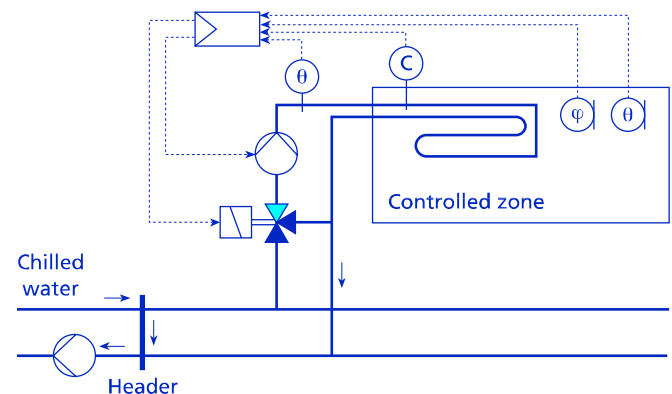 θ
C
φ
θ
Controlled zone
Chilled
water
Header